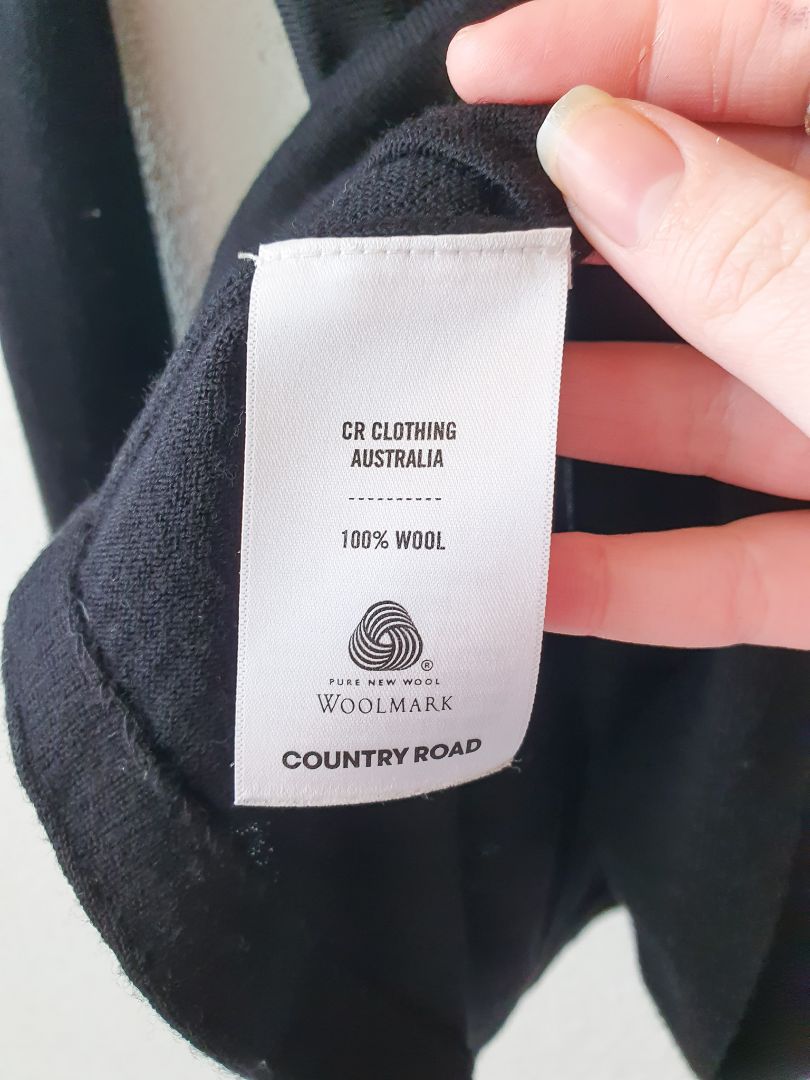 CR CLOTHING
AUSTRALIA
----------
100% WOOL
®
PURE NEW WOOL
WOOLMARK
COUNTRY ROAD